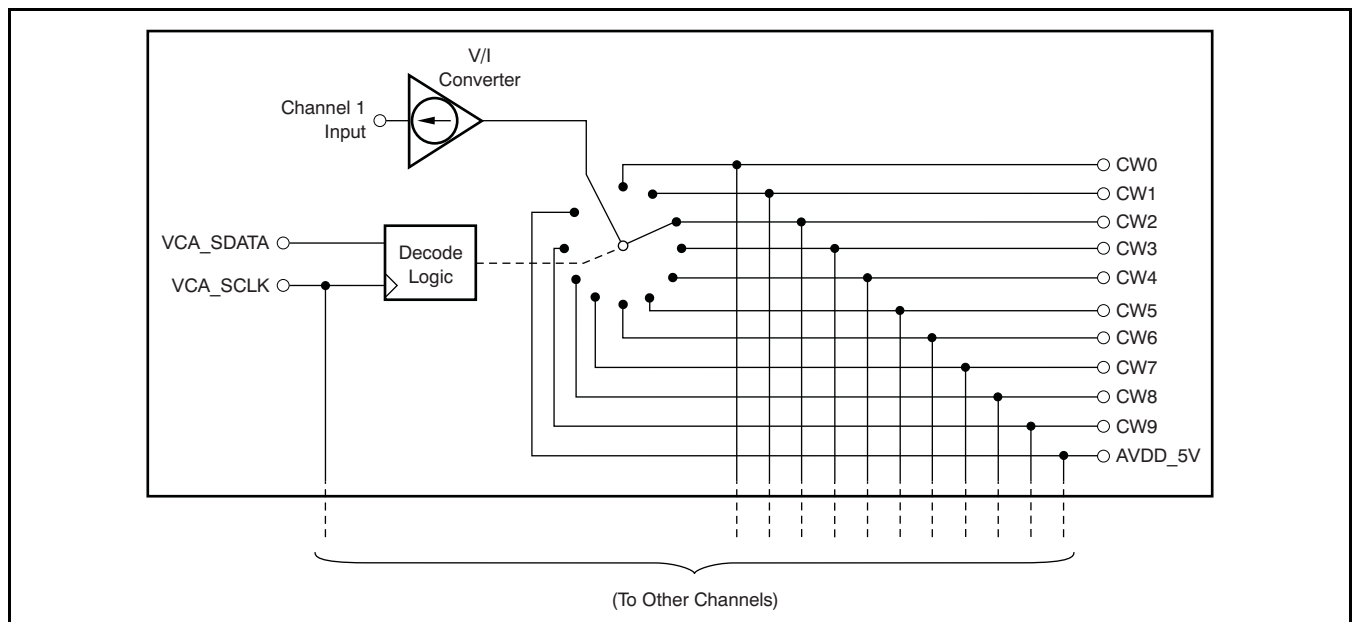 V/I
Converter
Channel 1
Input
VCA_SDATA
VCA_SCLK
Decode
Logic
CW0
CW1
CW2
CW3
CW4
CW5
CW6
CW7
CW8
CW9
AVDD_5V
(To Other Channels)